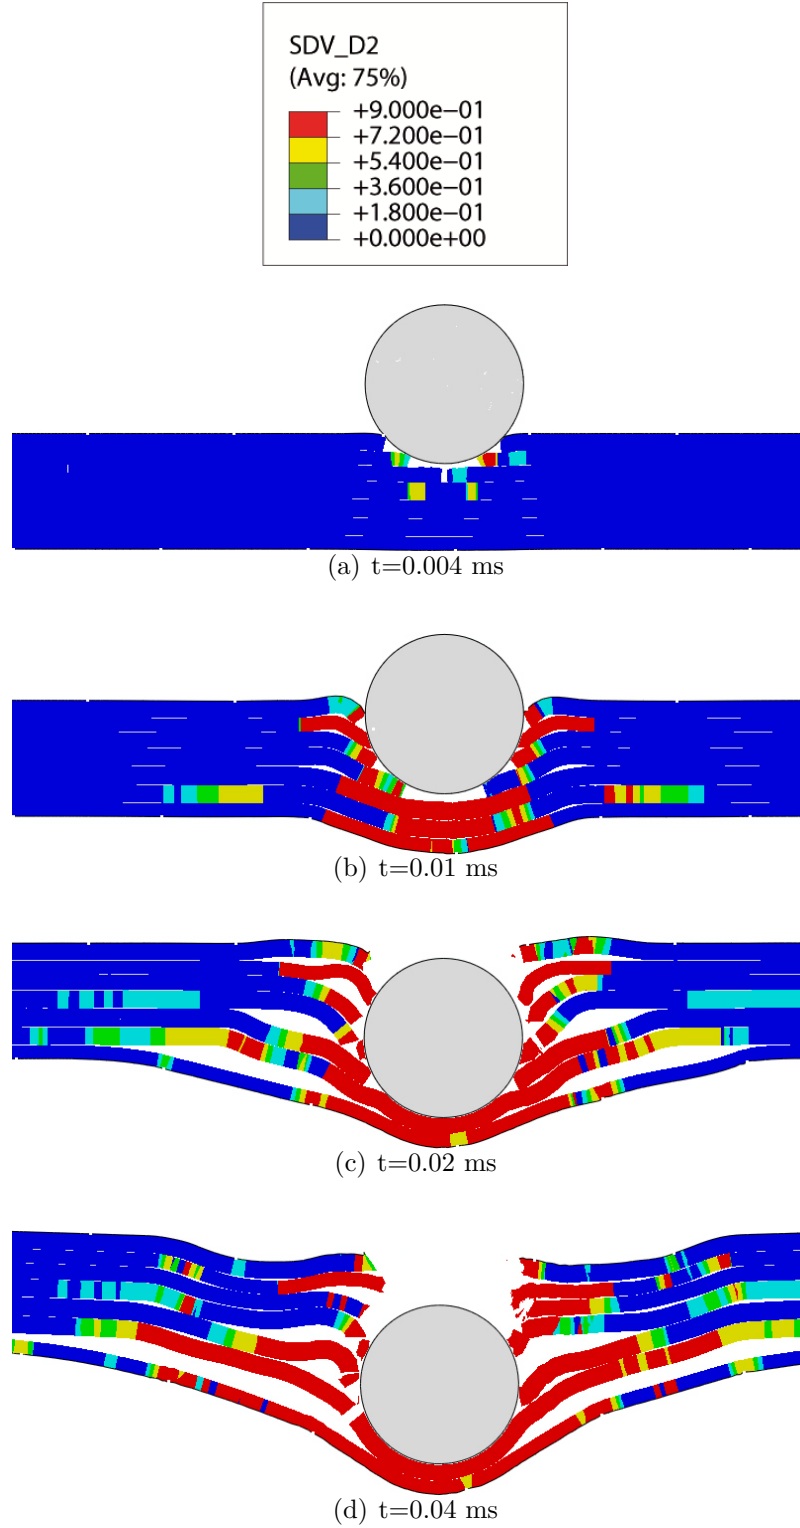 SDV_D2
(Avg: 75%)
+9.000e−01
+7.200e−01
+5.400e−01
+3.600e−01
+1.800e−01
+0.000e+00
(a) t=0.004 ms
(b) t=0.01 ms
(c) t=0.02 ms
(d) t=0.04 ms